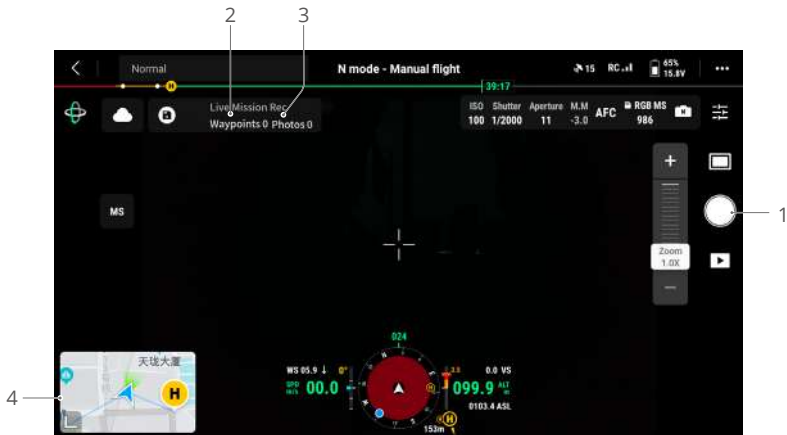 2 3
Normal N mode - Manual flight 15 RC 65%
15.8V
H 39:17
Live Mission Rec
Waypoints 0 Photos 0
ISO Shutter Aperture M.M AFC RGB MS
100 1/2000 11 -3.0 986
MS
+
1
Zoom
1.0X
024
天珑大厦
H
4
WS 05.9 ↓ 0° 3.5 0.0 VS
SPD
m/s 00.0 099.9 ALT
m
0103.4 ASL
153m H